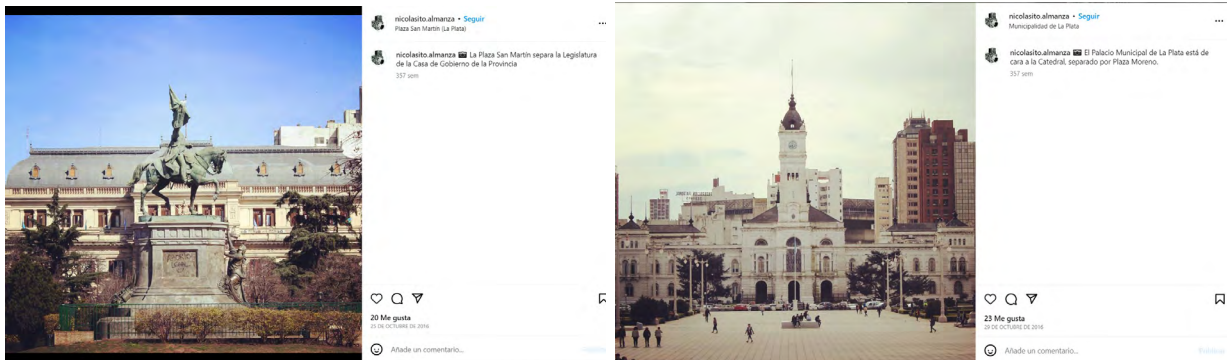 nicolasito.almanza • Seguir
Plaza San Martín (La Plata)
nicolasito.almanza La Plaza San Martín separa la Legislatura
de la Casa de Gobierno de la Provincia
357 sem
20 Me gusta
25 DE OCTUBRE DE 2016
Añade un comentario...
nicolasito.almanza • Seguir
Municipalidad de La Plata
nicolasito.almanza El Palacio Municipal de La Plata está de
cara a la Catedral, separado por Plaza Moreno.
357 sem
23 Me gusta
29 DE OCTUBRE DE 2016
Añade un comentario...